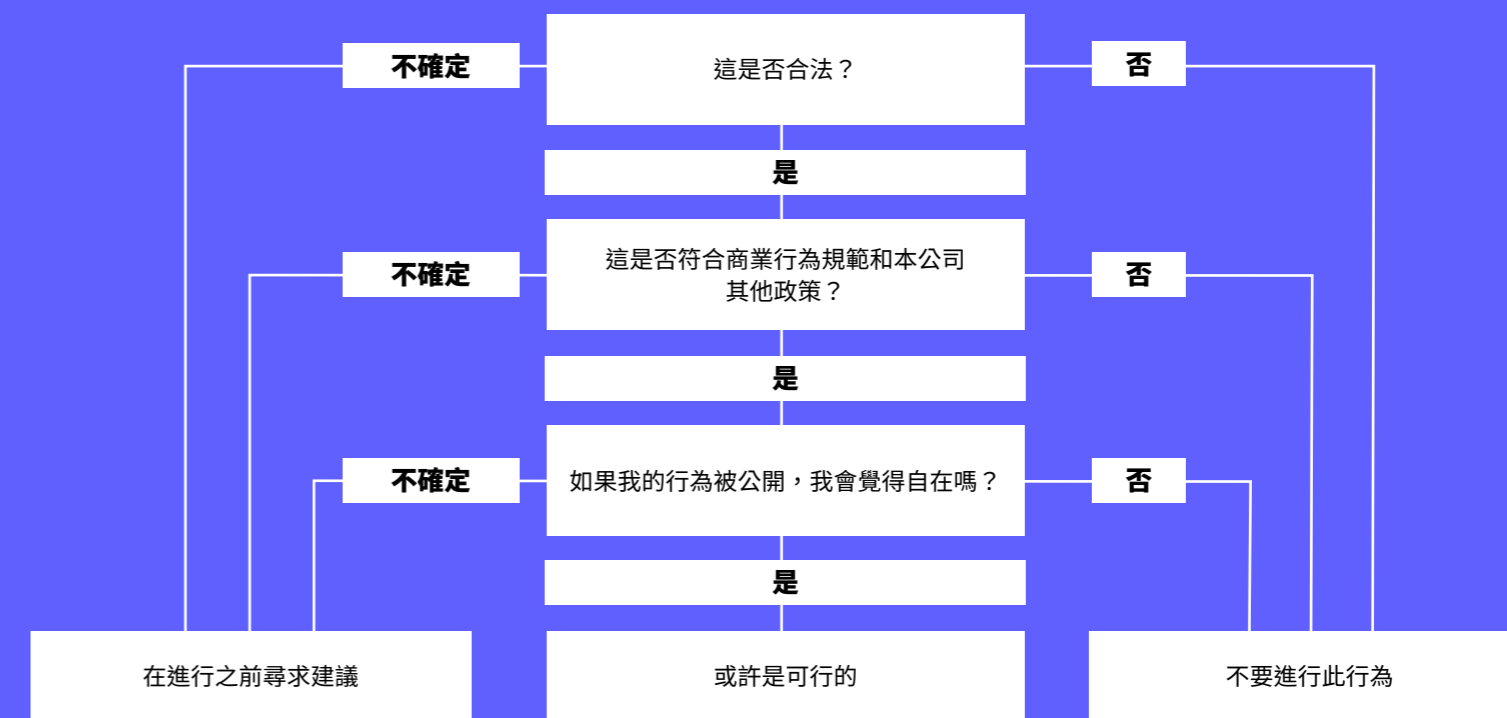 不確定
這是否合法？
否
是
不確定
這是否符合商業行為規範和本公司
其他政策？
否
是
不確定
如果我的行為被公開，我會覺得自在嗎？
否
是
在進行之前尋求建議
或許是可行的
不要進行此行為